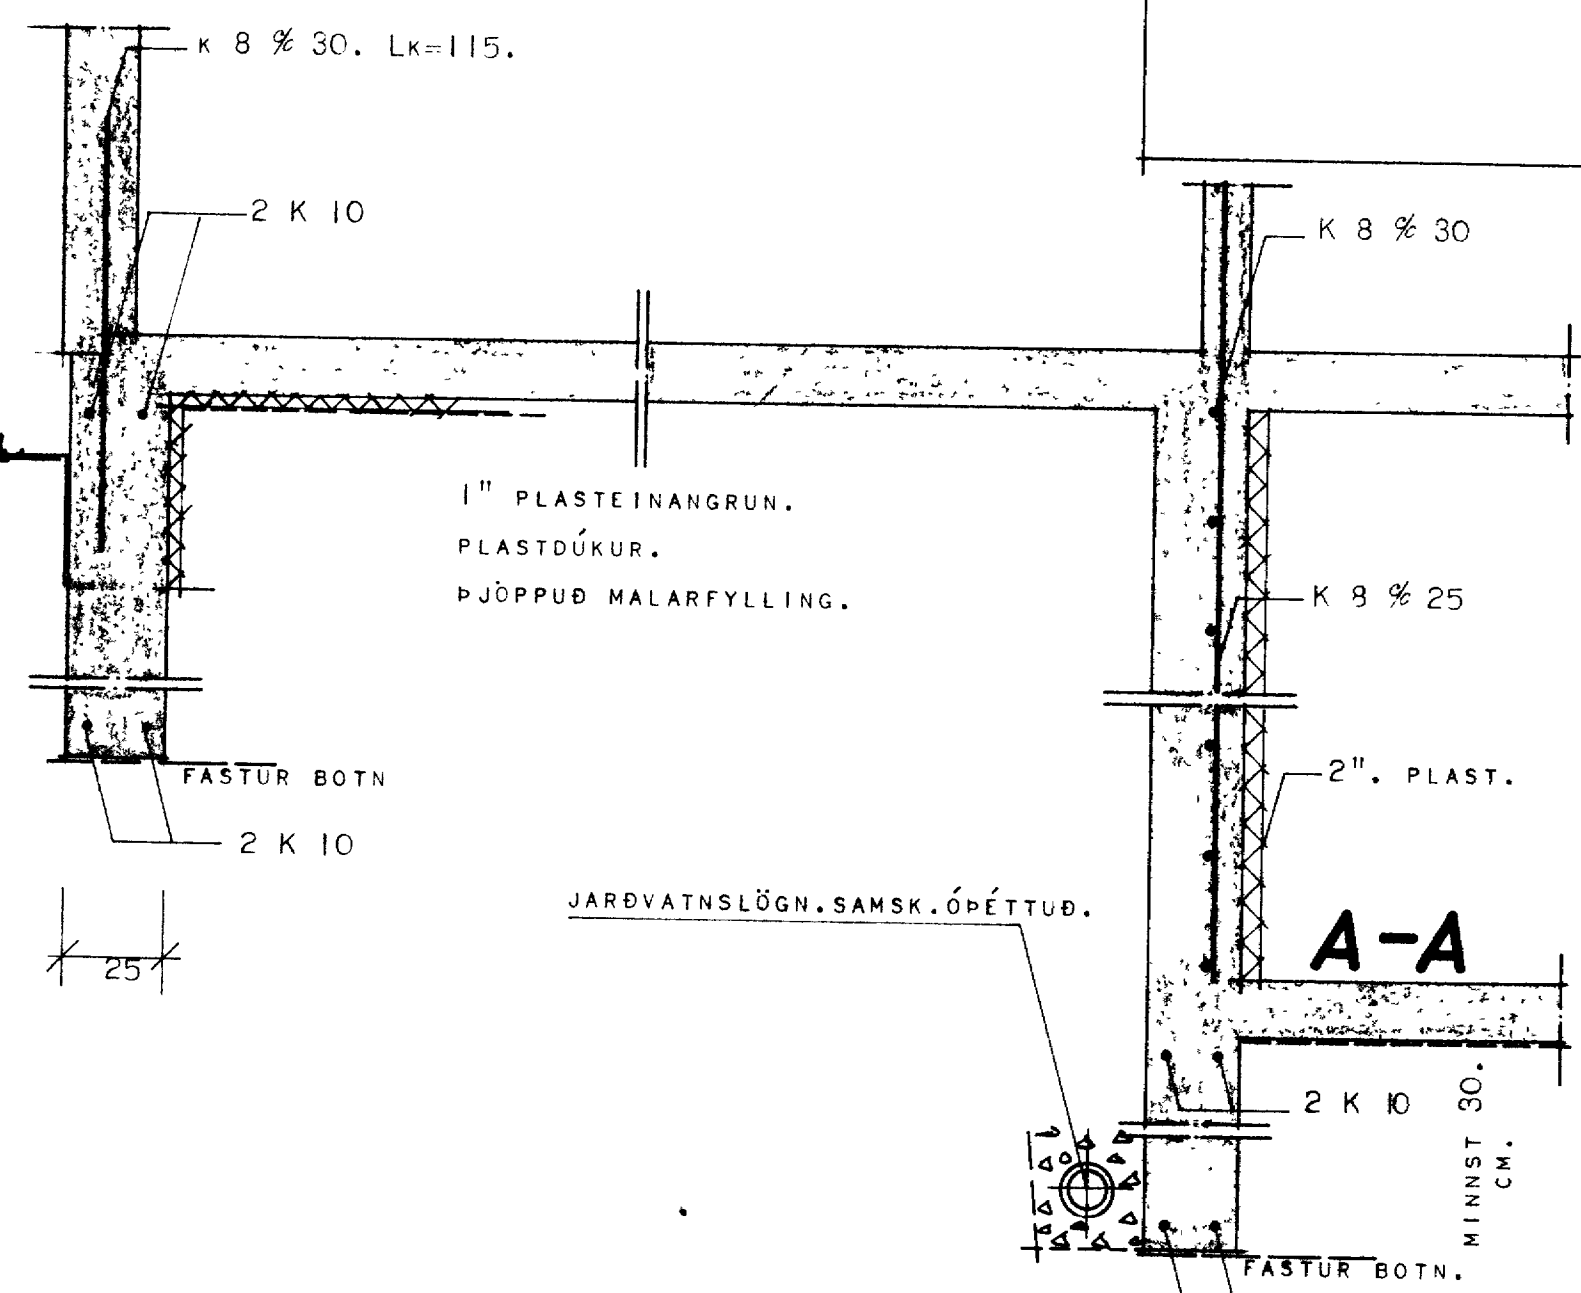 K 8 % 30. LK=115.
2 K 10
K 8 % 30
1" PLASTEINANGRUN.
PLASTDÚKUR.
ÞJÖPPUÐ MALARFYLLING.
K 8 % 25
FASTUR BOTN
2". PLAST.
2 K 10
JARÐVATNSLÖGN. SAMSK. ÓÞÉTTUÐ.
A-A
25
2 K 10
MINNST 30.
CM.
FASTUR BOTN.